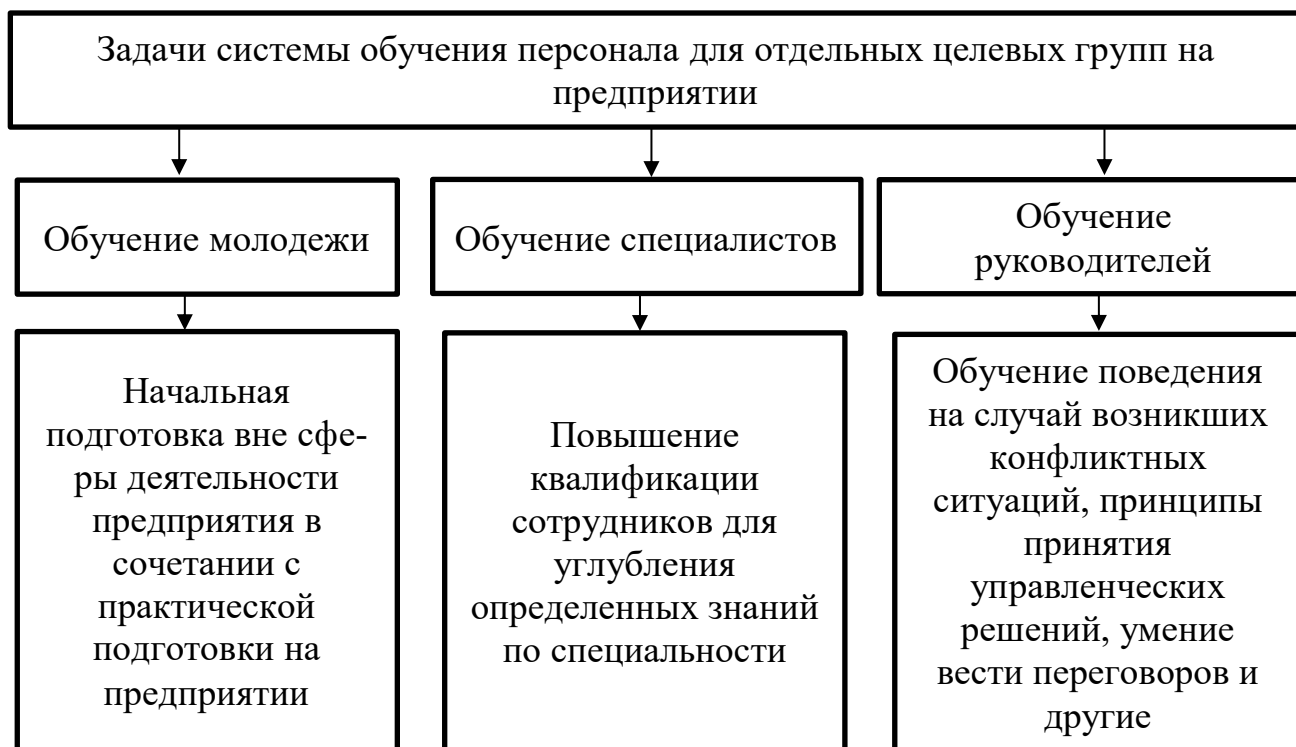 Задачи системы обучения персонала для отдельных целевых групп на
предприятии
Обучение молодежи
Обучение специалистов
Обучение
руководителей
Начальная
подготовка вне сфе-
ры деятельности
предприятия в
сочетании с
практической
подготовки на
предприятии
Повышение
квалификации
сотрудников для
углубления
определенных знаний
по специальности
Обучение поведения
на случай возникших
конфликтных
ситуаций, принципы
принятия
управленческих
решений, умение
вести переговоров и
другие